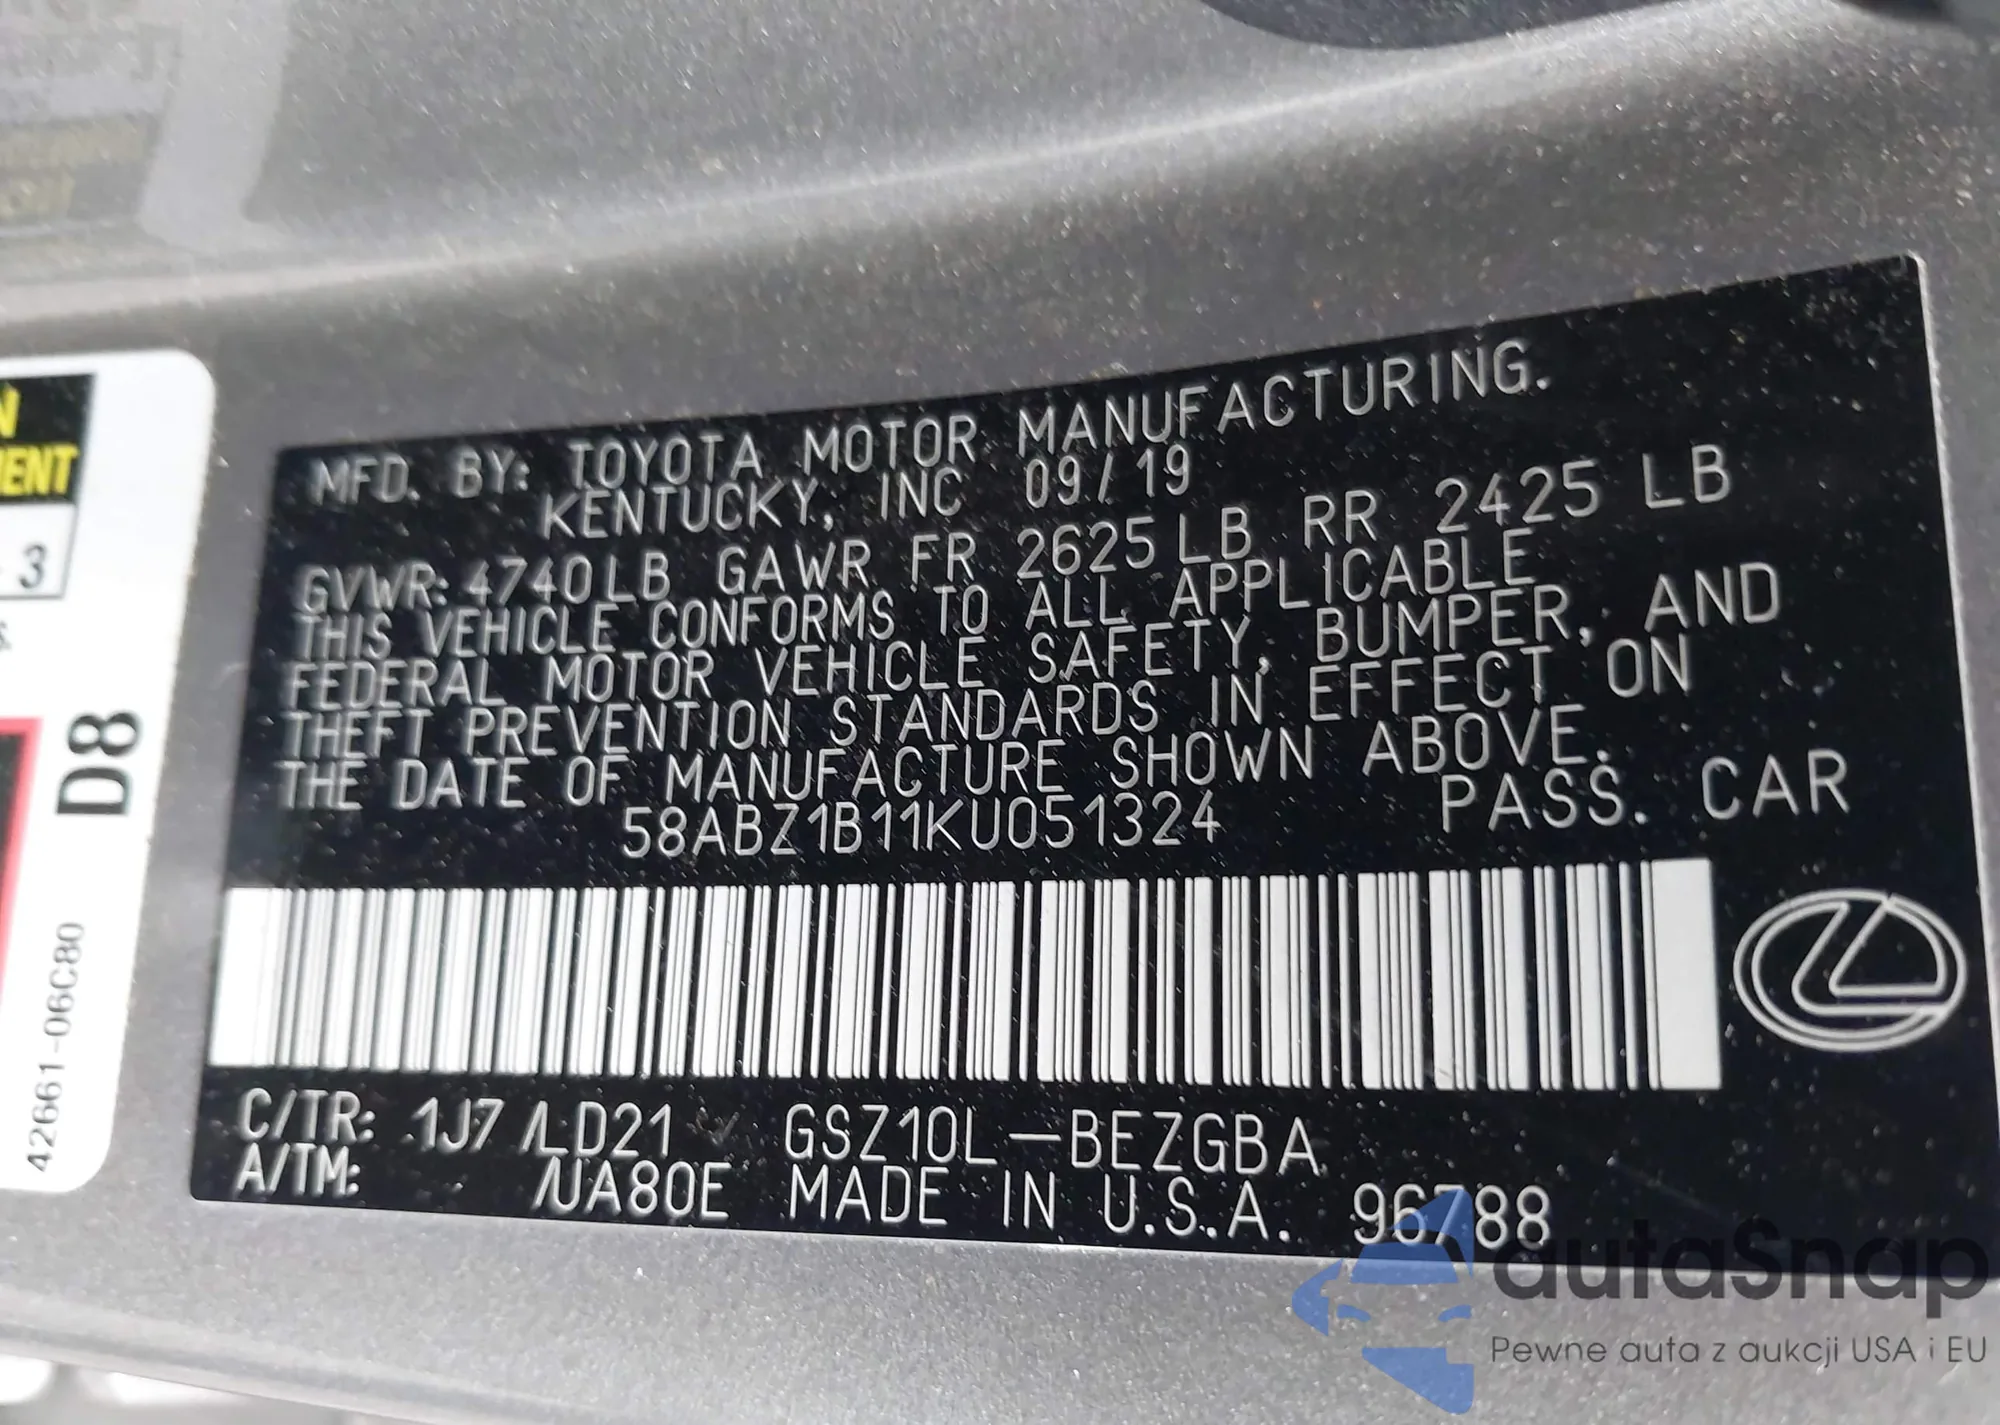 MFD. BY: TOYOTA MOTOR MANUFACTURING.
KENTUCKY, INC 09/19
GVWR: 4740LB GAWR FR 2625LB RR 2425 LB
THIS VEHICLE CONFORMS TO ALL APPLICABLE
FEDERAL MOTOR VEHICLE SAFETY, BUMPER, AND
THEFT PREVENTION STANDARDS IN EFFECT ON
THE DATE OF MANUFACTURE SHOWN ABOVE.
58ABZ1B11KU051324 PASS. CAR
C/TR: 1J7 /LD21 GSZ10L-BEZGBA
A/TM: /UA80E MADE IN U.S.A. 96788
3
D8
42661-06C80
autaSnap
Pewne auta z aukcji USA i EU